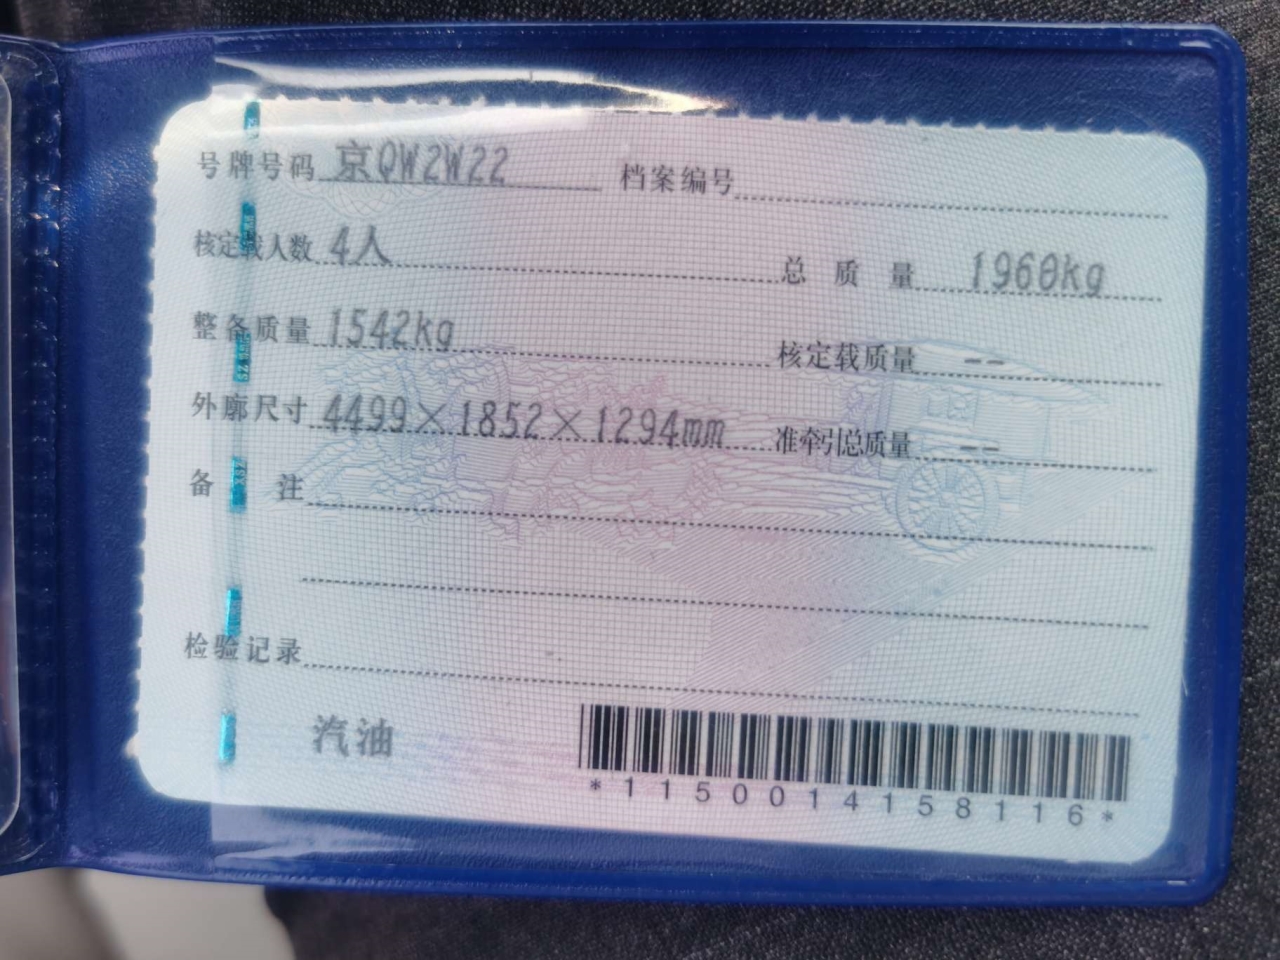 号牌号码 京QW2W22 档案编号
核定载人数 4人 总质量 1960kg
整备质量 1542kg 核定载质量 --
外廓尺寸 4499×1852×1294mm 准牵引总质量 --
备注
检验记录
汽油
*1150014158116*